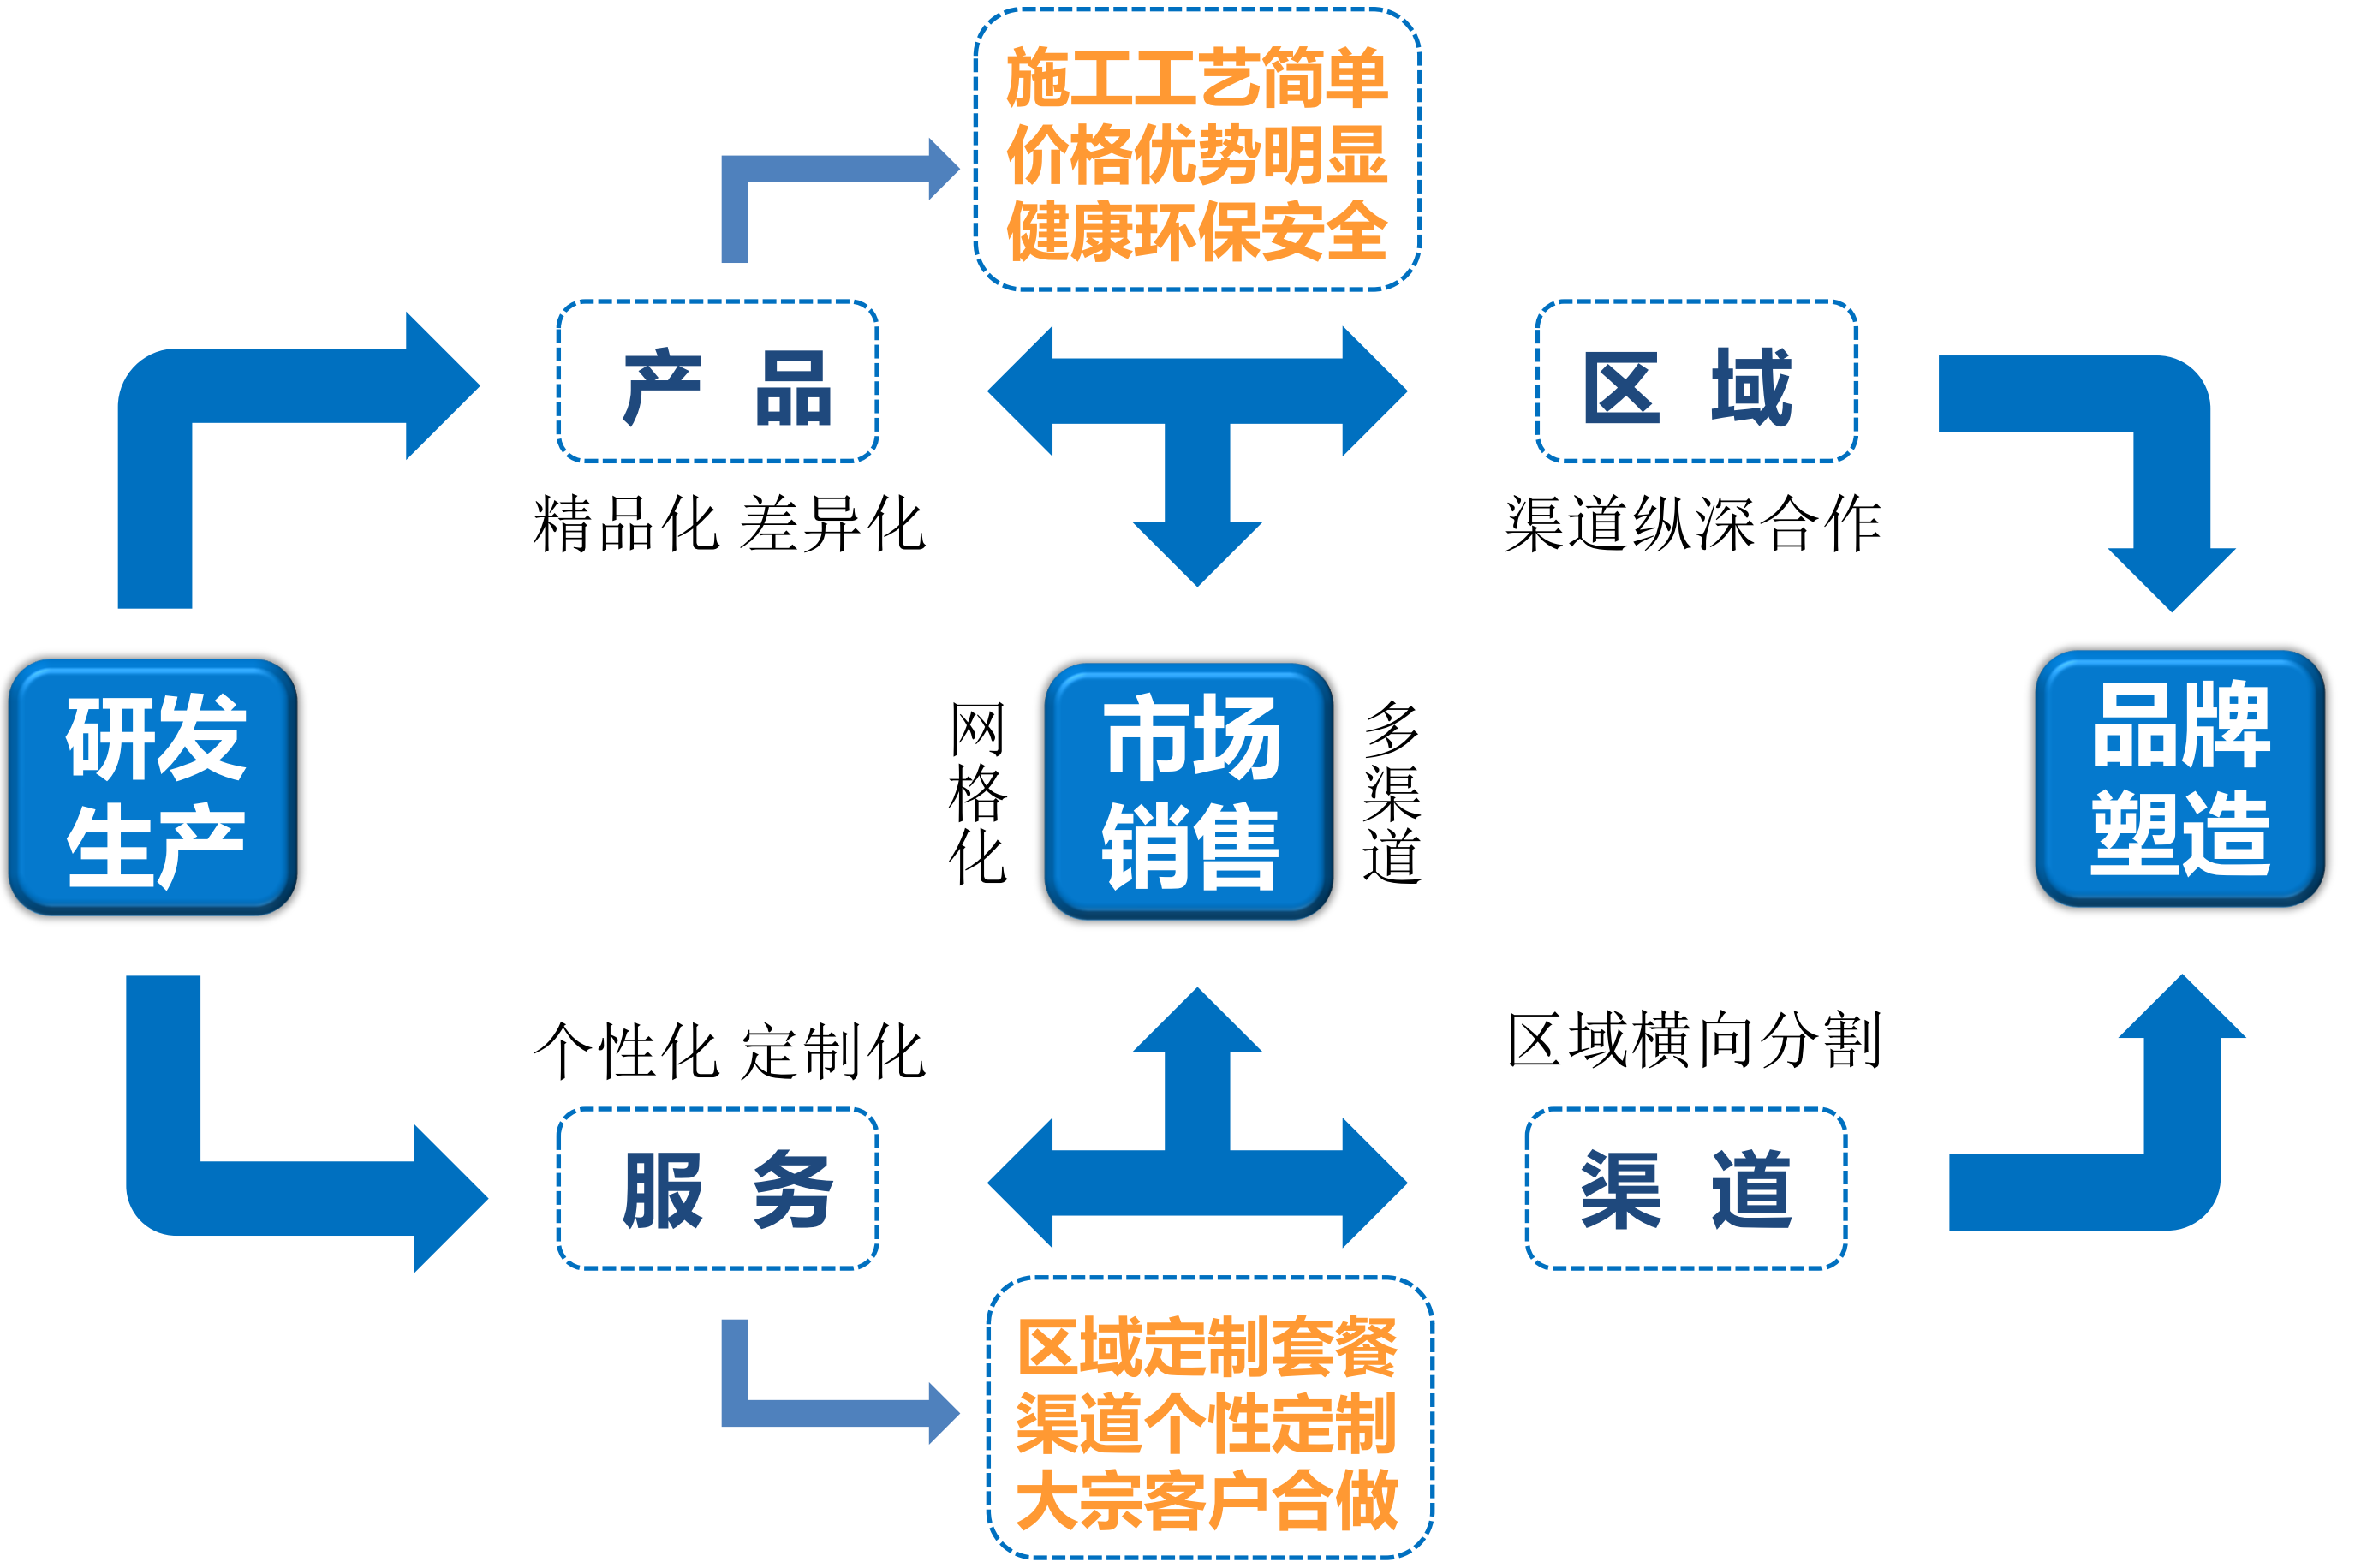 施工工艺简单
价格优势明显
健康环保安全
产 品
区 域
精品化 差异化
渠道纵深合作
研发
生产
网格化
市场
销售
多渠道
品牌
塑造
个性化 定制化
区域横向分割
服 务
渠 道
区域定制套餐
渠道个性定制
大宗客户合做